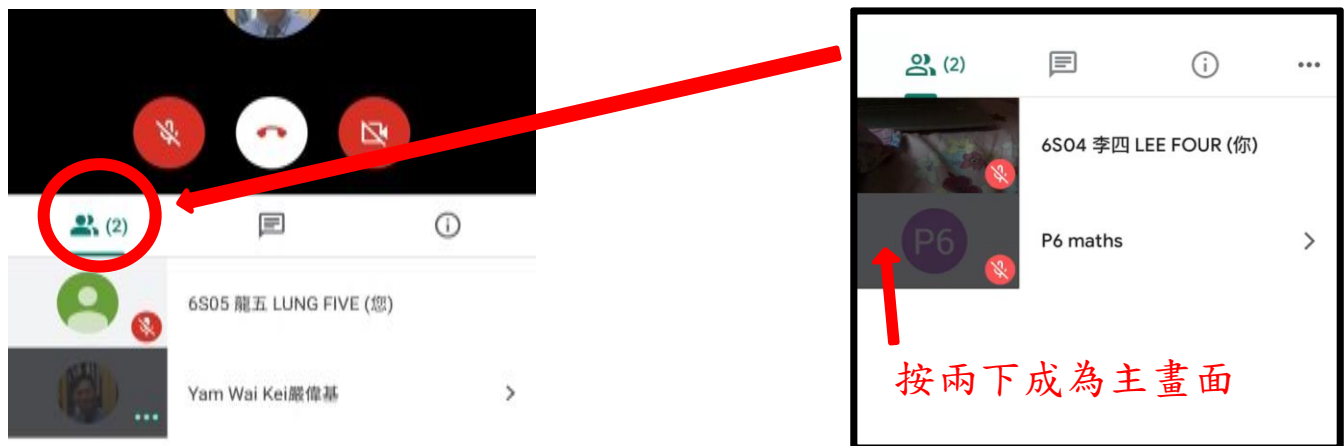 (2)
6S05 龍五 LUNG FIVE (您)
Yam Wai Kei嚴偉基
(2)
6S04 李四 LEE FOUR (你)
P6
P6 maths
按兩下成為主畫面